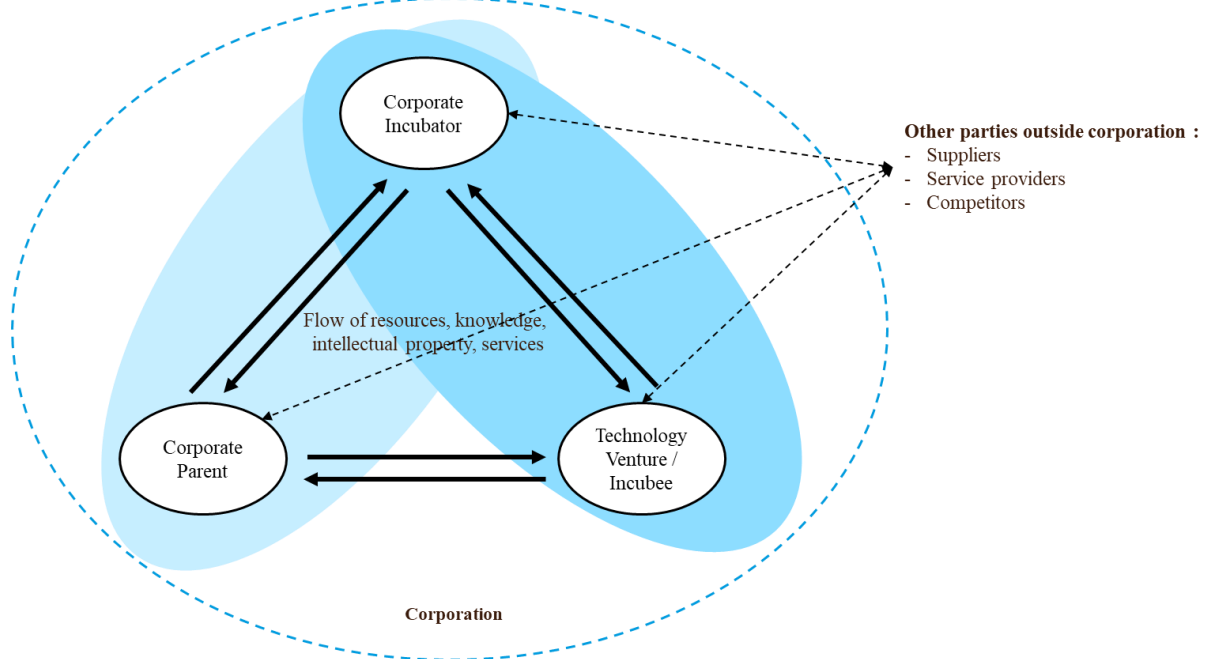 Corporate
Incubator
Other parties outside corporation :
- Suppliers
- Service providers
- Competitors
Flow of resources, knowledge,
intellectual property, services
Corporate
Parent
Technology
Venture /
Incubee
Corporation